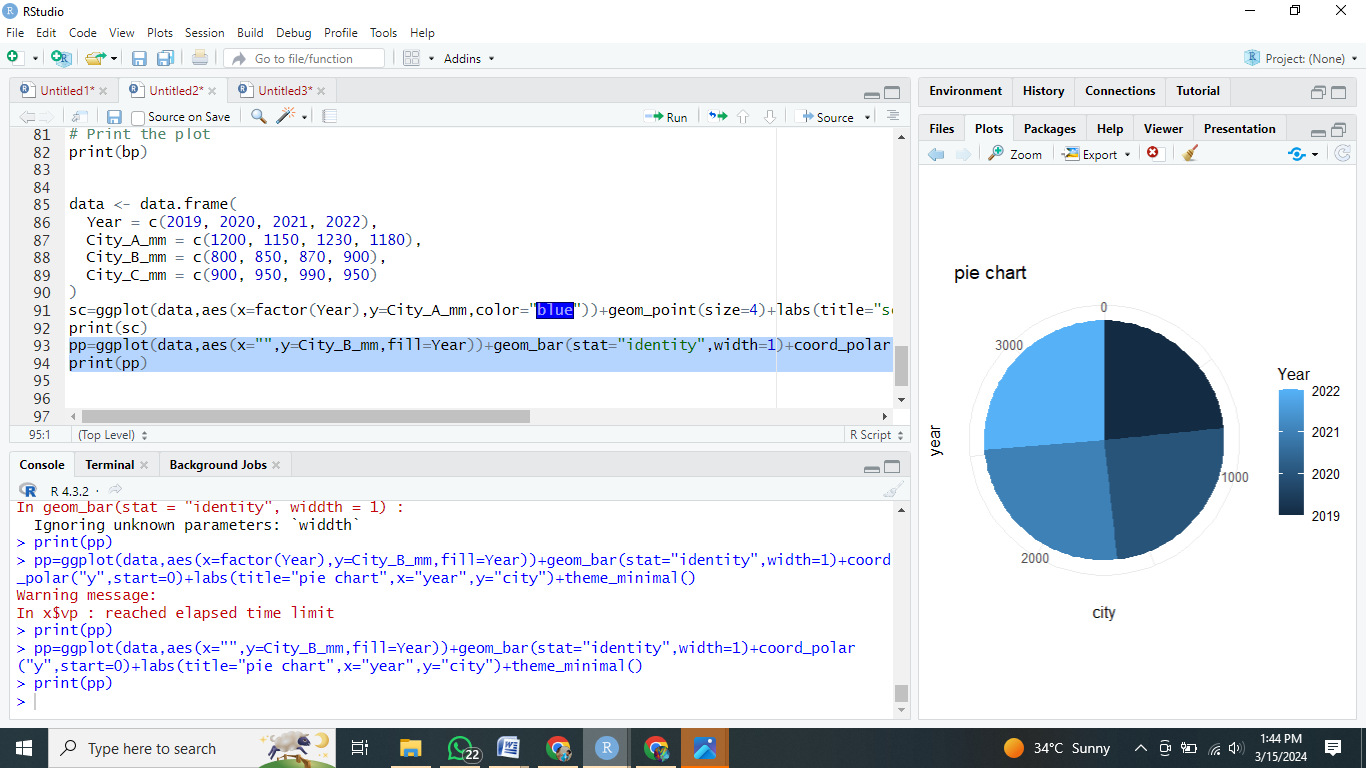 RStudio
File Edit Code View Plots Session Build Debug Profile Tools Help
Go to file/function
Addins
Project: (None)
Untitled1*
Untitled2*
Untitled3*
Source on Save
Run
Source
81 # Print the plot
82 print(bp)
83
84
85 data <- data.frame(
86 Year = c(2019, 2020, 2021, 2022),
87 City_A_mm = c(1200, 1150, 1230, 1180),
88 City_B_mm = c(800, 850, 870, 900),
89 City_C_mm = c(900, 950, 990, 950)
90 )
91 sc=ggplot(data,aes(x=factor(Year),y=City_A_mm,color="blue"))+geom_point(size=4)+labs(title="sc
92 print(sc)
93 pp=ggplot(data,aes(x="",y=City_B_mm,fill=Year))+geom_bar(stat="identity",width=1)+coord_polar
94 print(pp)
95
96
97
95:1 (Top Level) R Script
Console Terminal Background Jobs
R R 4.3.2 ·
In geom_bar(stat = "identity", widdth = 1) :
Ignoring unknown parameters: `widdth`
> print(pp)
> pp=ggplot(data,aes(x=factor(Year),y=City_B_mm,fill=Year))+geom_bar(stat="identity",width=1)+coord
_polar("y",start=0)+labs(title="pie chart",x="year",y="city")+theme_minimal()
Warning message:
In x$vp : reached elapsed time limit
> print(pp)
> pp=ggplot(data,aes(x="",y=City_B_mm,fill=Year))+geom_bar(stat="identity",width=1)+coord_polar
("y",start=0)+labs(title="pie chart",x="year",y="city")+theme_minimal()
> print(pp)
>
Environment History Connections Tutorial
Files Plots Packages Help Viewer Presentation
Zoom Export
pie chart
0
3000
1000
2000
year
city
Year
2022
2021
2020
2019
Type here to search
22
W
R
34°C Sunny
1:44 PM
3/15/2024